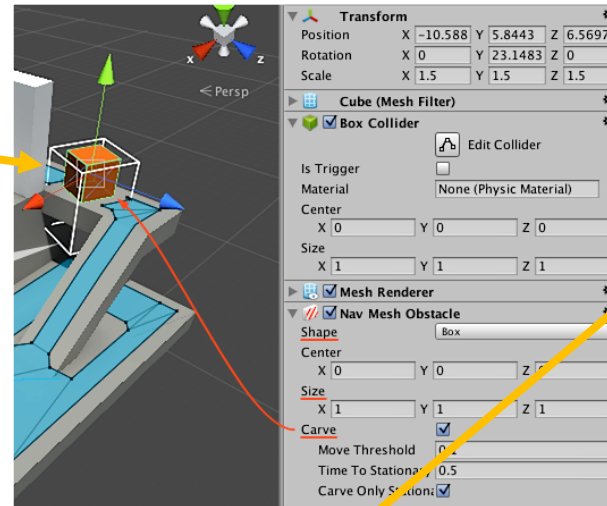 x
z
< Persp
Transform
Position X -10.588 Y 5.8443 Z 6.5697
Rotation X 0 Y 23.1483 Z 0
Scale X 1.5 Y 1.5 Z 1.5
Cube (Mesh Filter)
Box Collider
Edit Collider
Is Trigger
Material None (Physic Material)
Center
X 0 Y 0 Z 0
Size
X 1 Y 1 Z 1
Mesh Renderer
Nav Mesh Obstacle
Shape Box
Center
X 0 Y 0 Z
Size
X 1 Y 1 Z 1
Carve
Move Threshold
Time To Stationary 0.5
Carve Only